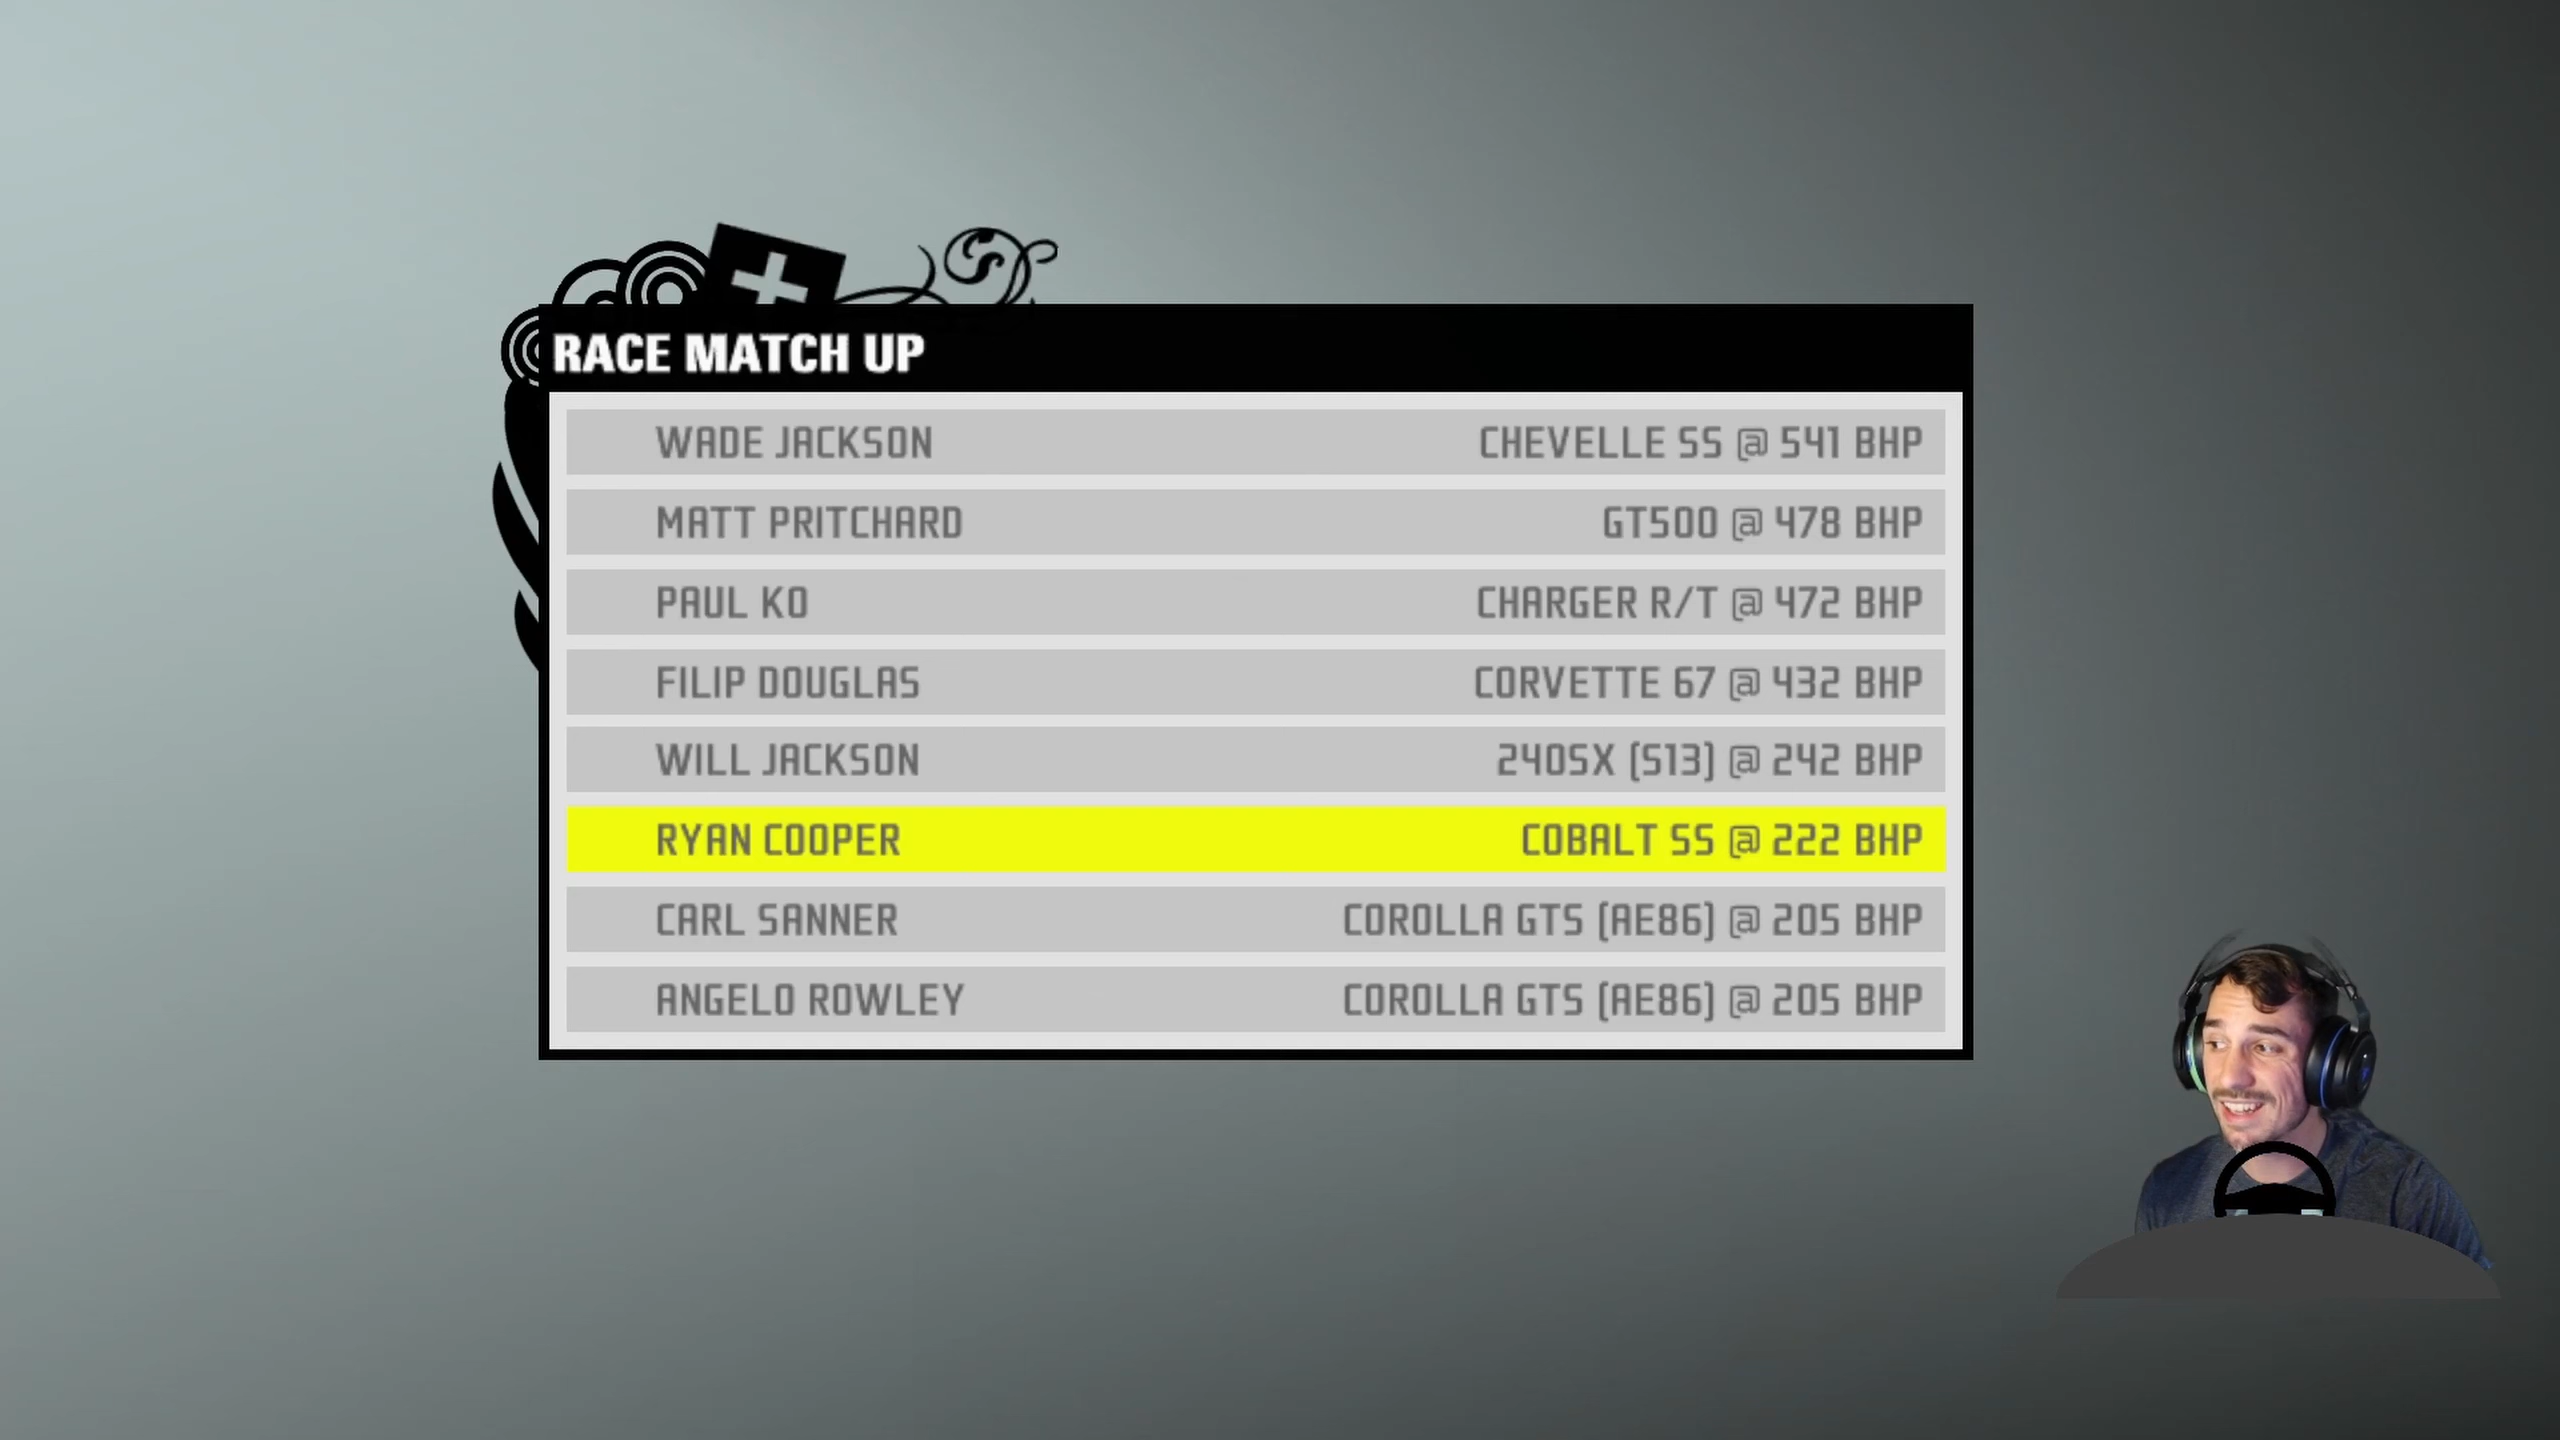 RACE MATCH UP
WADE JACKSON CHEVELLE SS @ 541 BHP
MATT PRITCHARD GT500 @ 478 BHP
PAUL KO CHARGER R/T @ 472 BHP
FILIP DOUGLAS CORVETTE 67 @ 432 BHP
WILL JACKSON 240SX [S13] @ 242 BHP
RYAN COOPER COBALT SS @ 222 BHP
CARL SANNER COROLLA GTS [AE86] @ 205 BHP
ANGELO ROWLEY COROLLA GTS [AE86] @ 205 BHP